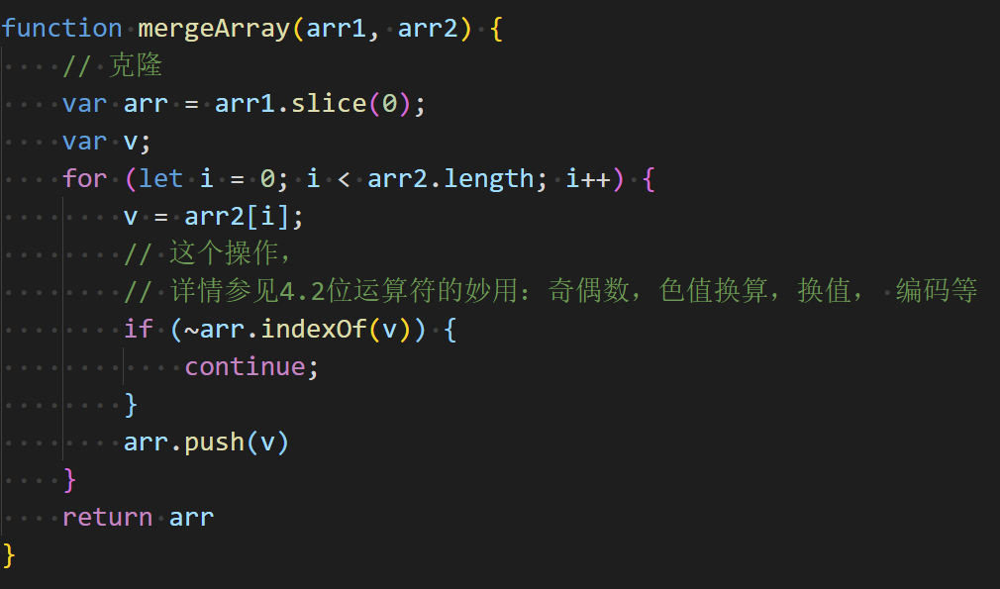 function mergeArray(arr1, arr2) {
    // 克隆
    var arr = arr1.slice(0);
    var v;
    for (let i = 0; i < arr2.length; i++) {
        v = arr2[i];
        // 这个操作，
        // 详情参见4.2位运算符的妙用：奇偶数，色值换算，换值， 编码等
        if (~arr.indexOf(v)) {
            continue;
        }
        arr.push(v)
    }
    return arr
}